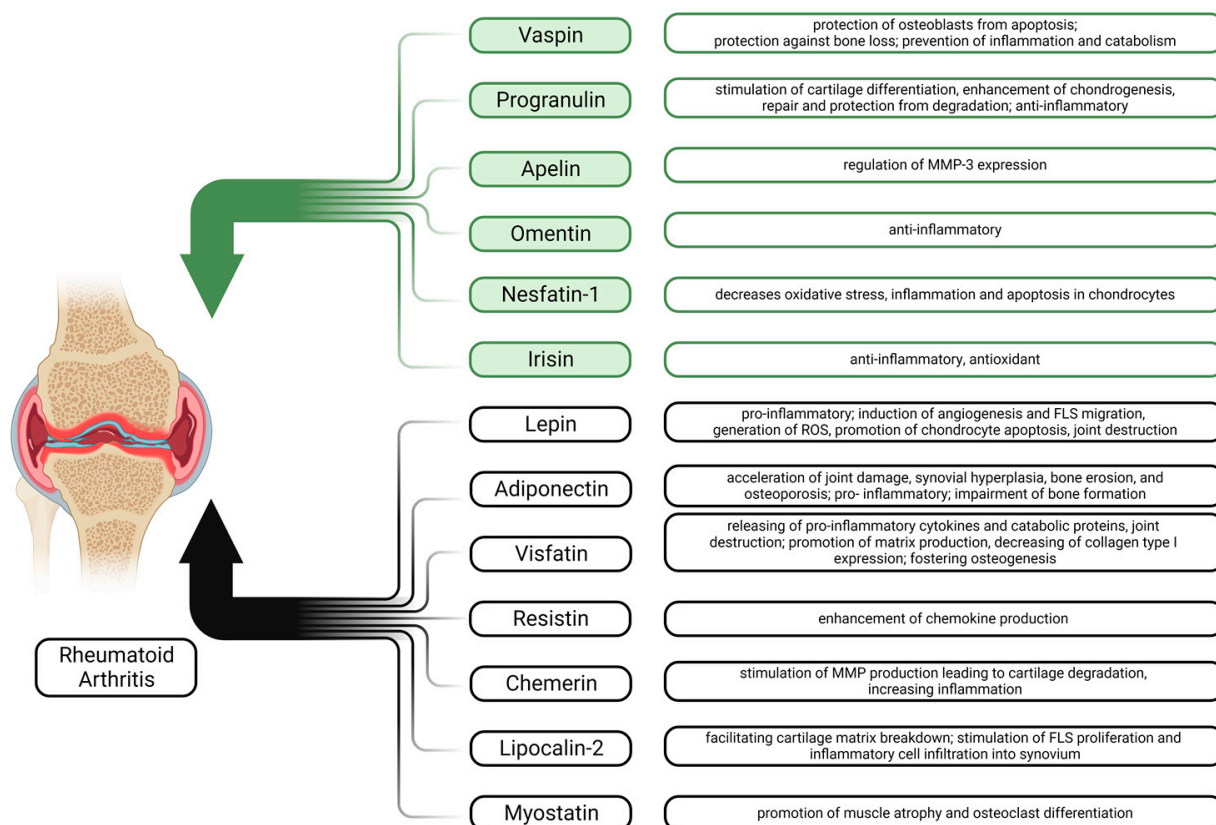 Vaspin
protection of osteoblasts from apoptosis;
protection against bone loss; prevention of inflammation and catabolism
Progranulin
stimulation of cartilage differentiation, enhancement of chondrogenesis,
repair and protection from degradation; anti-inflammatory
Apelin
regulation of MMP-3 expression
Omentin
anti-inflammatory
Nesfatin-1
decreases oxidative stress, inflammation and apoptosis in chondrocytes
Irisin
anti-inflammatory, antioxidant
Lepin
pro-inflammatory; induction of angiogenesis and FLS migration,
generation of ROS, promotion of chondrocyte apoptosis, joint destruction
Adiponectin
acceleration of joint damage, synovial hyperplasia, bone erosion, and
osteoporosis; pro- inflammatory; impairment of bone formation
Visfatin
releasing of pro-inflammatory cytokines and catabolic proteins, joint
destruction; promotion of matrix production, decreasing of collagen type I
expression; fostering osteogenesis
Resistin
enhancement of chemokine production
Rheumatoid
Arthritis
Chemerin
stimulation of MMP production leading to cartilage degradation,
increasing inflammation
Lipocalin-2
facilitating cartilage matrix breakdown; stimulation of FLS proliferation and
inflammatory cell infiltration into synovium
Myostatin
promotion of muscle atrophy and osteoclast differentiation